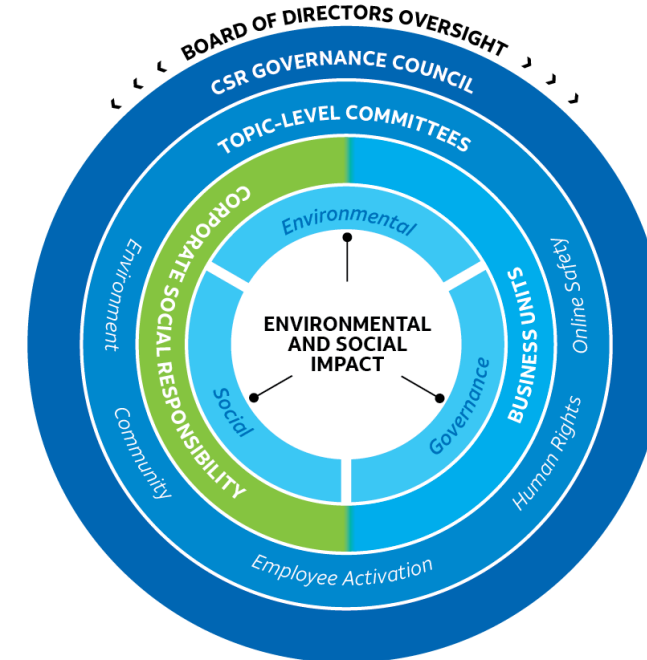 BOARD OF DIRECTORS OVERSIGHT
CSR GOVERNANCE COUNCIL
TOPIC-LEVEL COMMITTEES
CORPORATE SOCIAL RESPONSIBILITY
BUSINESS UNITS
Environmental
ENVIRONMENTAL
AND SOCIAL
IMPACT
Social
Governance
Environment
Online Safety
Community
Human Rights
Employee Activation